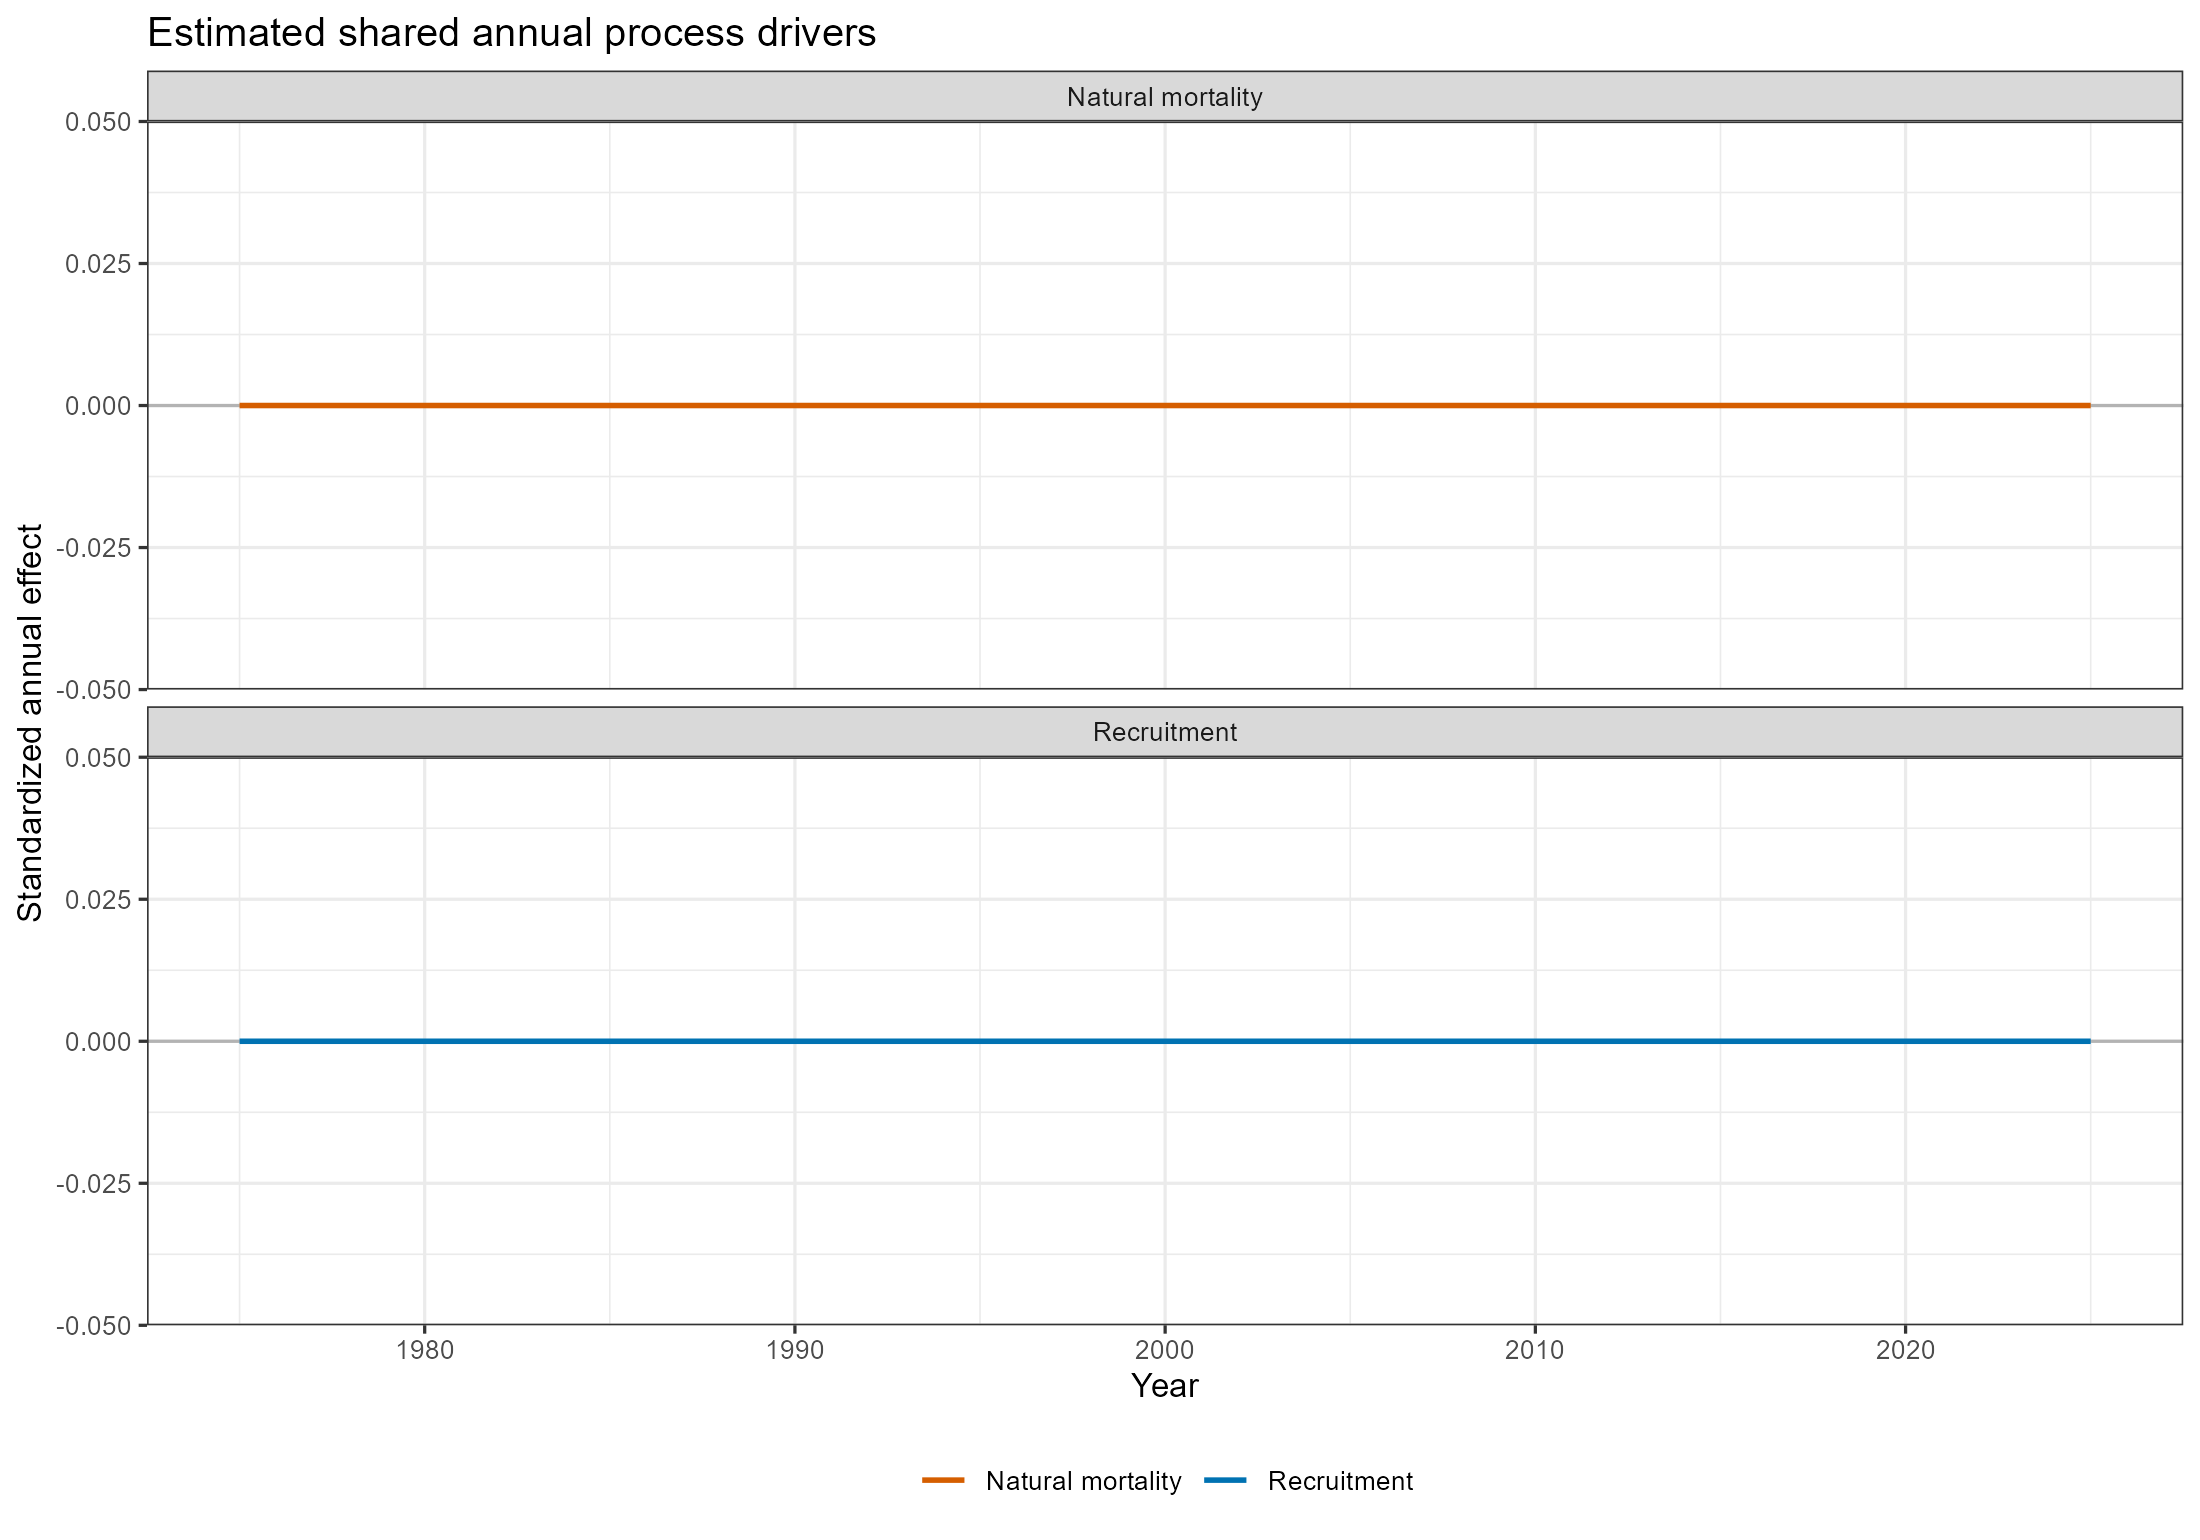 Estimated shared annual process drivers
Natural mortality
0.050
0.025
0.000
-0.025
-0.050
Recruitment
0.050
0.025
0.000
-0.025
-0.050
Standardized annual effect
1980 1990 2000 2010 2020
Year
Natural mortality Recruitment